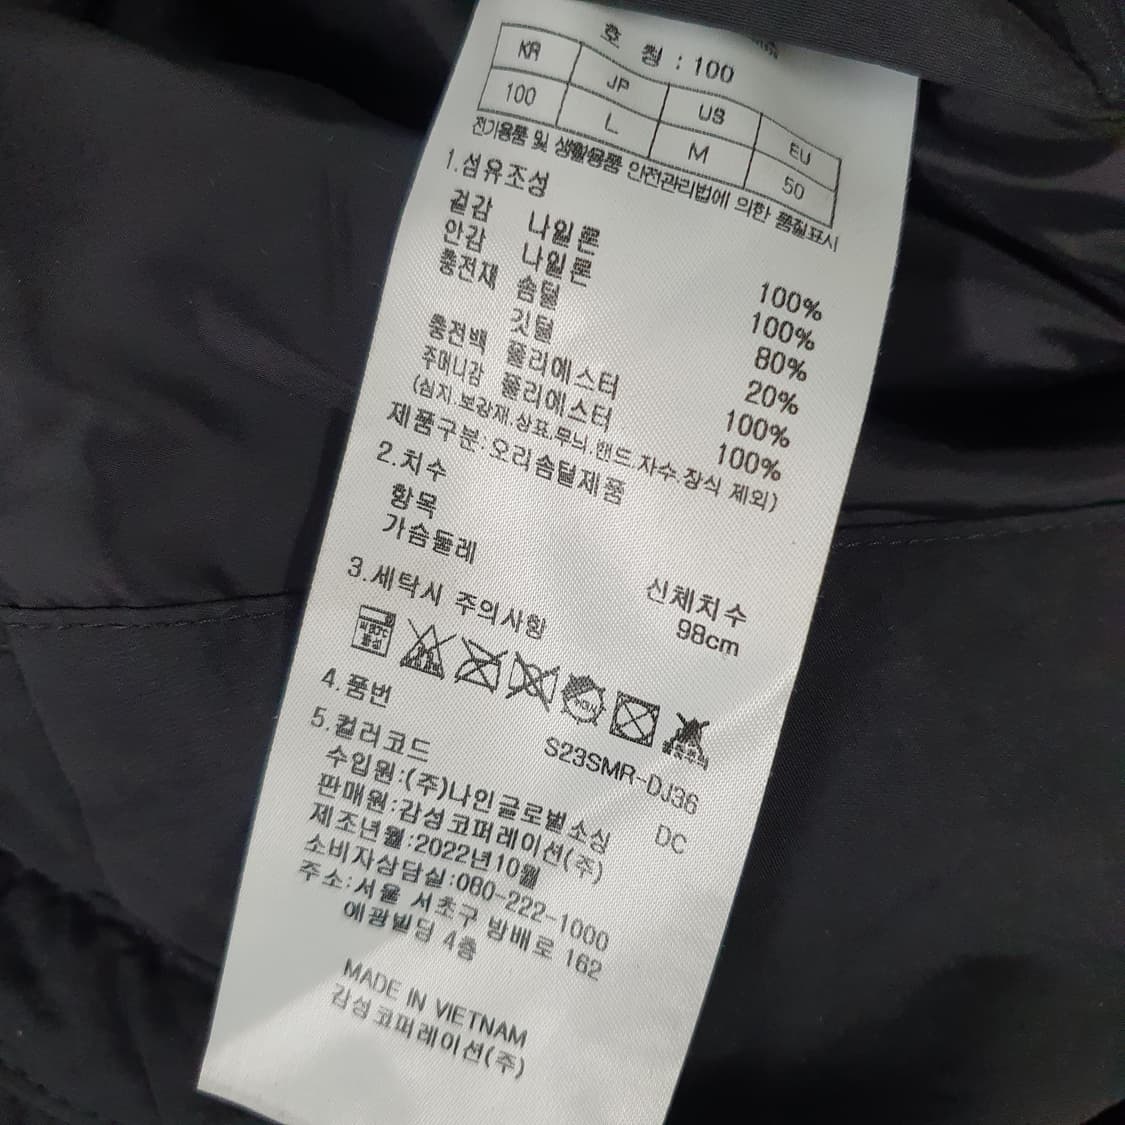 호 칭 : 100
KR JP US EU
100 L M 50
전기용품 및 생활용품 안전관리법에 의한 품질표시
1.섬유조성
겉감 나일론 100%
안감 나일론 100%
충전재 솜털 80%
깃털 20%
충전백 폴리에스터 100%
주머니감 폴리에스터 100%
(심지.보강재.상표.무늬.밴드.자수.장식 제외)
제품구분:오리솜털제품
2.치수
항목 신체치수
가슴둘레 98cm
3.세탁시 주의사항
4.품번 S23SMR-DJ36
5.컬러코드 DC
수입원:(주)나인글로벌소싱
판매원:감성코퍼레이션(주)
제조년월:2022년10월
소비자상담실:080-222-1000
주소:서울 서초구 방배로 162
에광빌딩 4층
MADE IN VIETNAM
감성코퍼레이션(주)